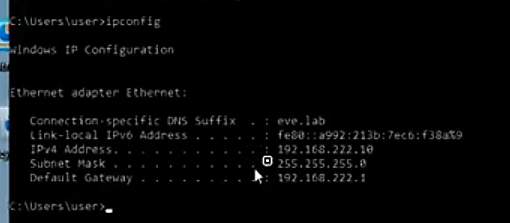 C:\Users\user>ipconfig
Windows IP Configuration
Ethernet adapter Ethernet:
Connection-specific DNS Suffix  . : eve.lab
Link-local IPv6 Address . . . . . : fe80::a992:213b:7ec6:f38a%9
IPv4 Address. . . . . . . . . . . : 192.168.222.10
Subnet Mask . . . . . . . . . . . : 255.255.255.0
Default Gateway . . . . . . . . . : 192.168.222.1
C:\Users\user>